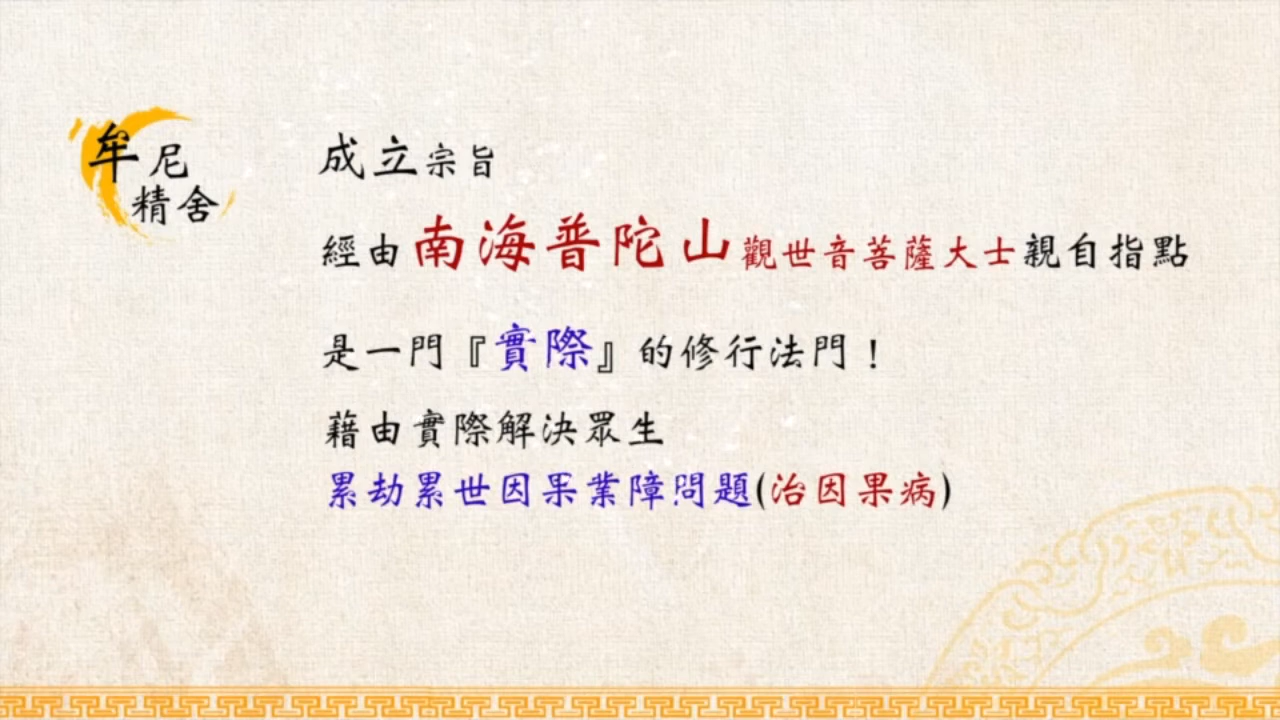 牟尼
精舍
成立宗旨
經由南海普陀山觀世音菩薩大士親自指點
是一門『實際』的修行法門！
藉由實際解決眾生
累劫累世因果業障問題(治因果病)